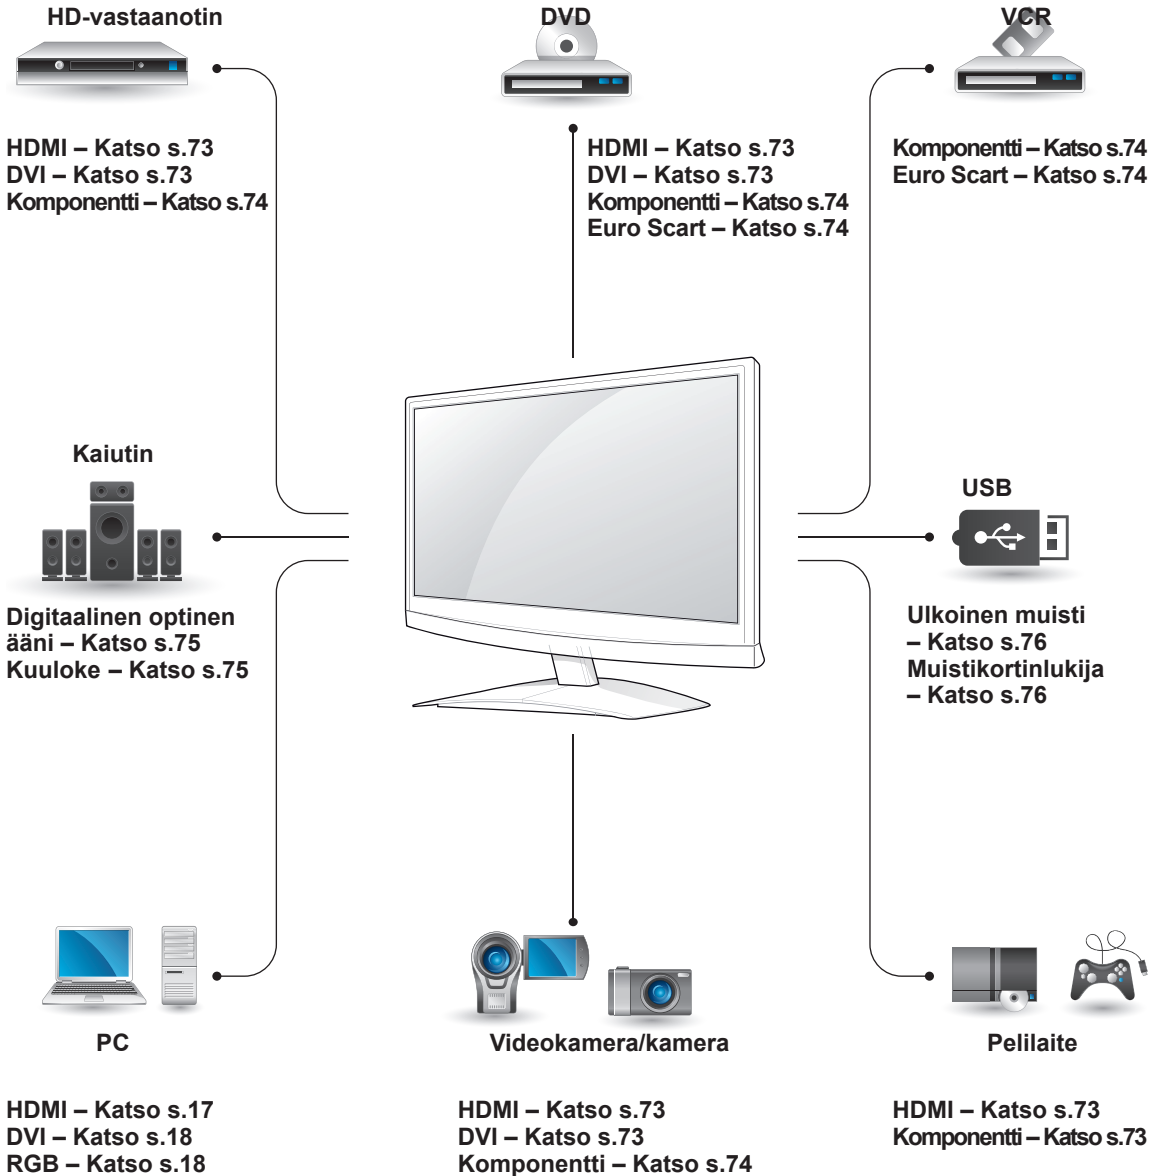 HD-vastaanotin
HDMI – Katso s.73
DVI – Katso s.73
Komponentti – Katso s.74
DVD
HDMI – Katso s.73
DVI – Katso s.73
Komponentti – Katso s.74
Euro Scart – Katso s.74
VCR
Komponentti – Katso s.74
Euro Scart – Katso s.74
Kaiutin
Digitaalinen optinen
ääni – Katso s.75
Kuuloke – Katso s.75
USB
Ulkoinen muisti
– Katso s.76
Muistikortinlukija
– Katso s.76
PC
HDMI – Katso s.17
DVI – Katso s.18
RGB – Katso s.18
Videokamera/kamera
HDMI – Katso s.73
DVI – Katso s.73
Komponentti – Katso s.74
Pelilaite
HDMI – Katso s.73
Komponentti – Katso s.73